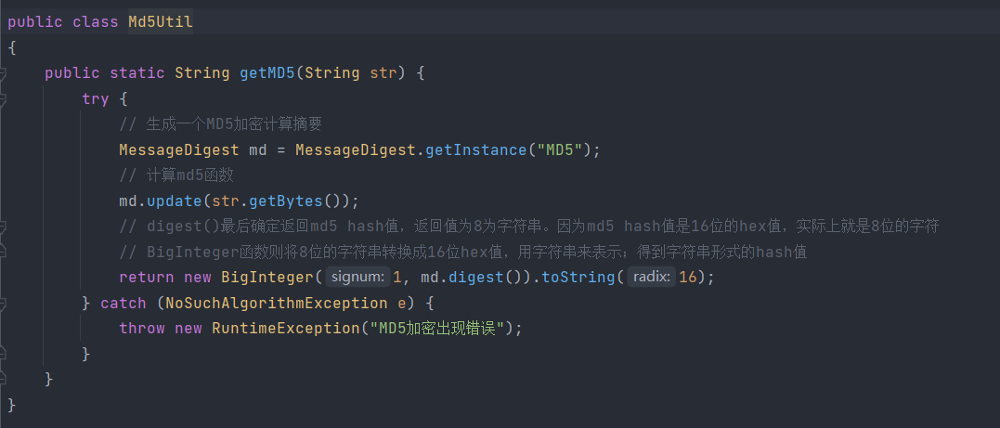 public class Md5Util
{
    public static String getMD5(String str) {
        try {
            // 生成一个MD5加密计算摘要
            MessageDigest md = MessageDigest.getInstance("MD5");
            // 计算md5函数
            md.update(str.getBytes());
            // digest()最后确定返回md5 hash值，返回值为8为字符串。因为md5 hash值是16位的hex值，实际上就是8位的字符
            // BigInteger函数则将8位的字符串转换成16位hex值，用字符串来表示；得到字符串形式的hash值
            return new BigInteger( signum: 1, md.digest()).toString( radix: 16);
        } catch (NoSuchAlgorithmException e) {
            throw new RuntimeException("MD5加密出现错误");
        }
    }
}